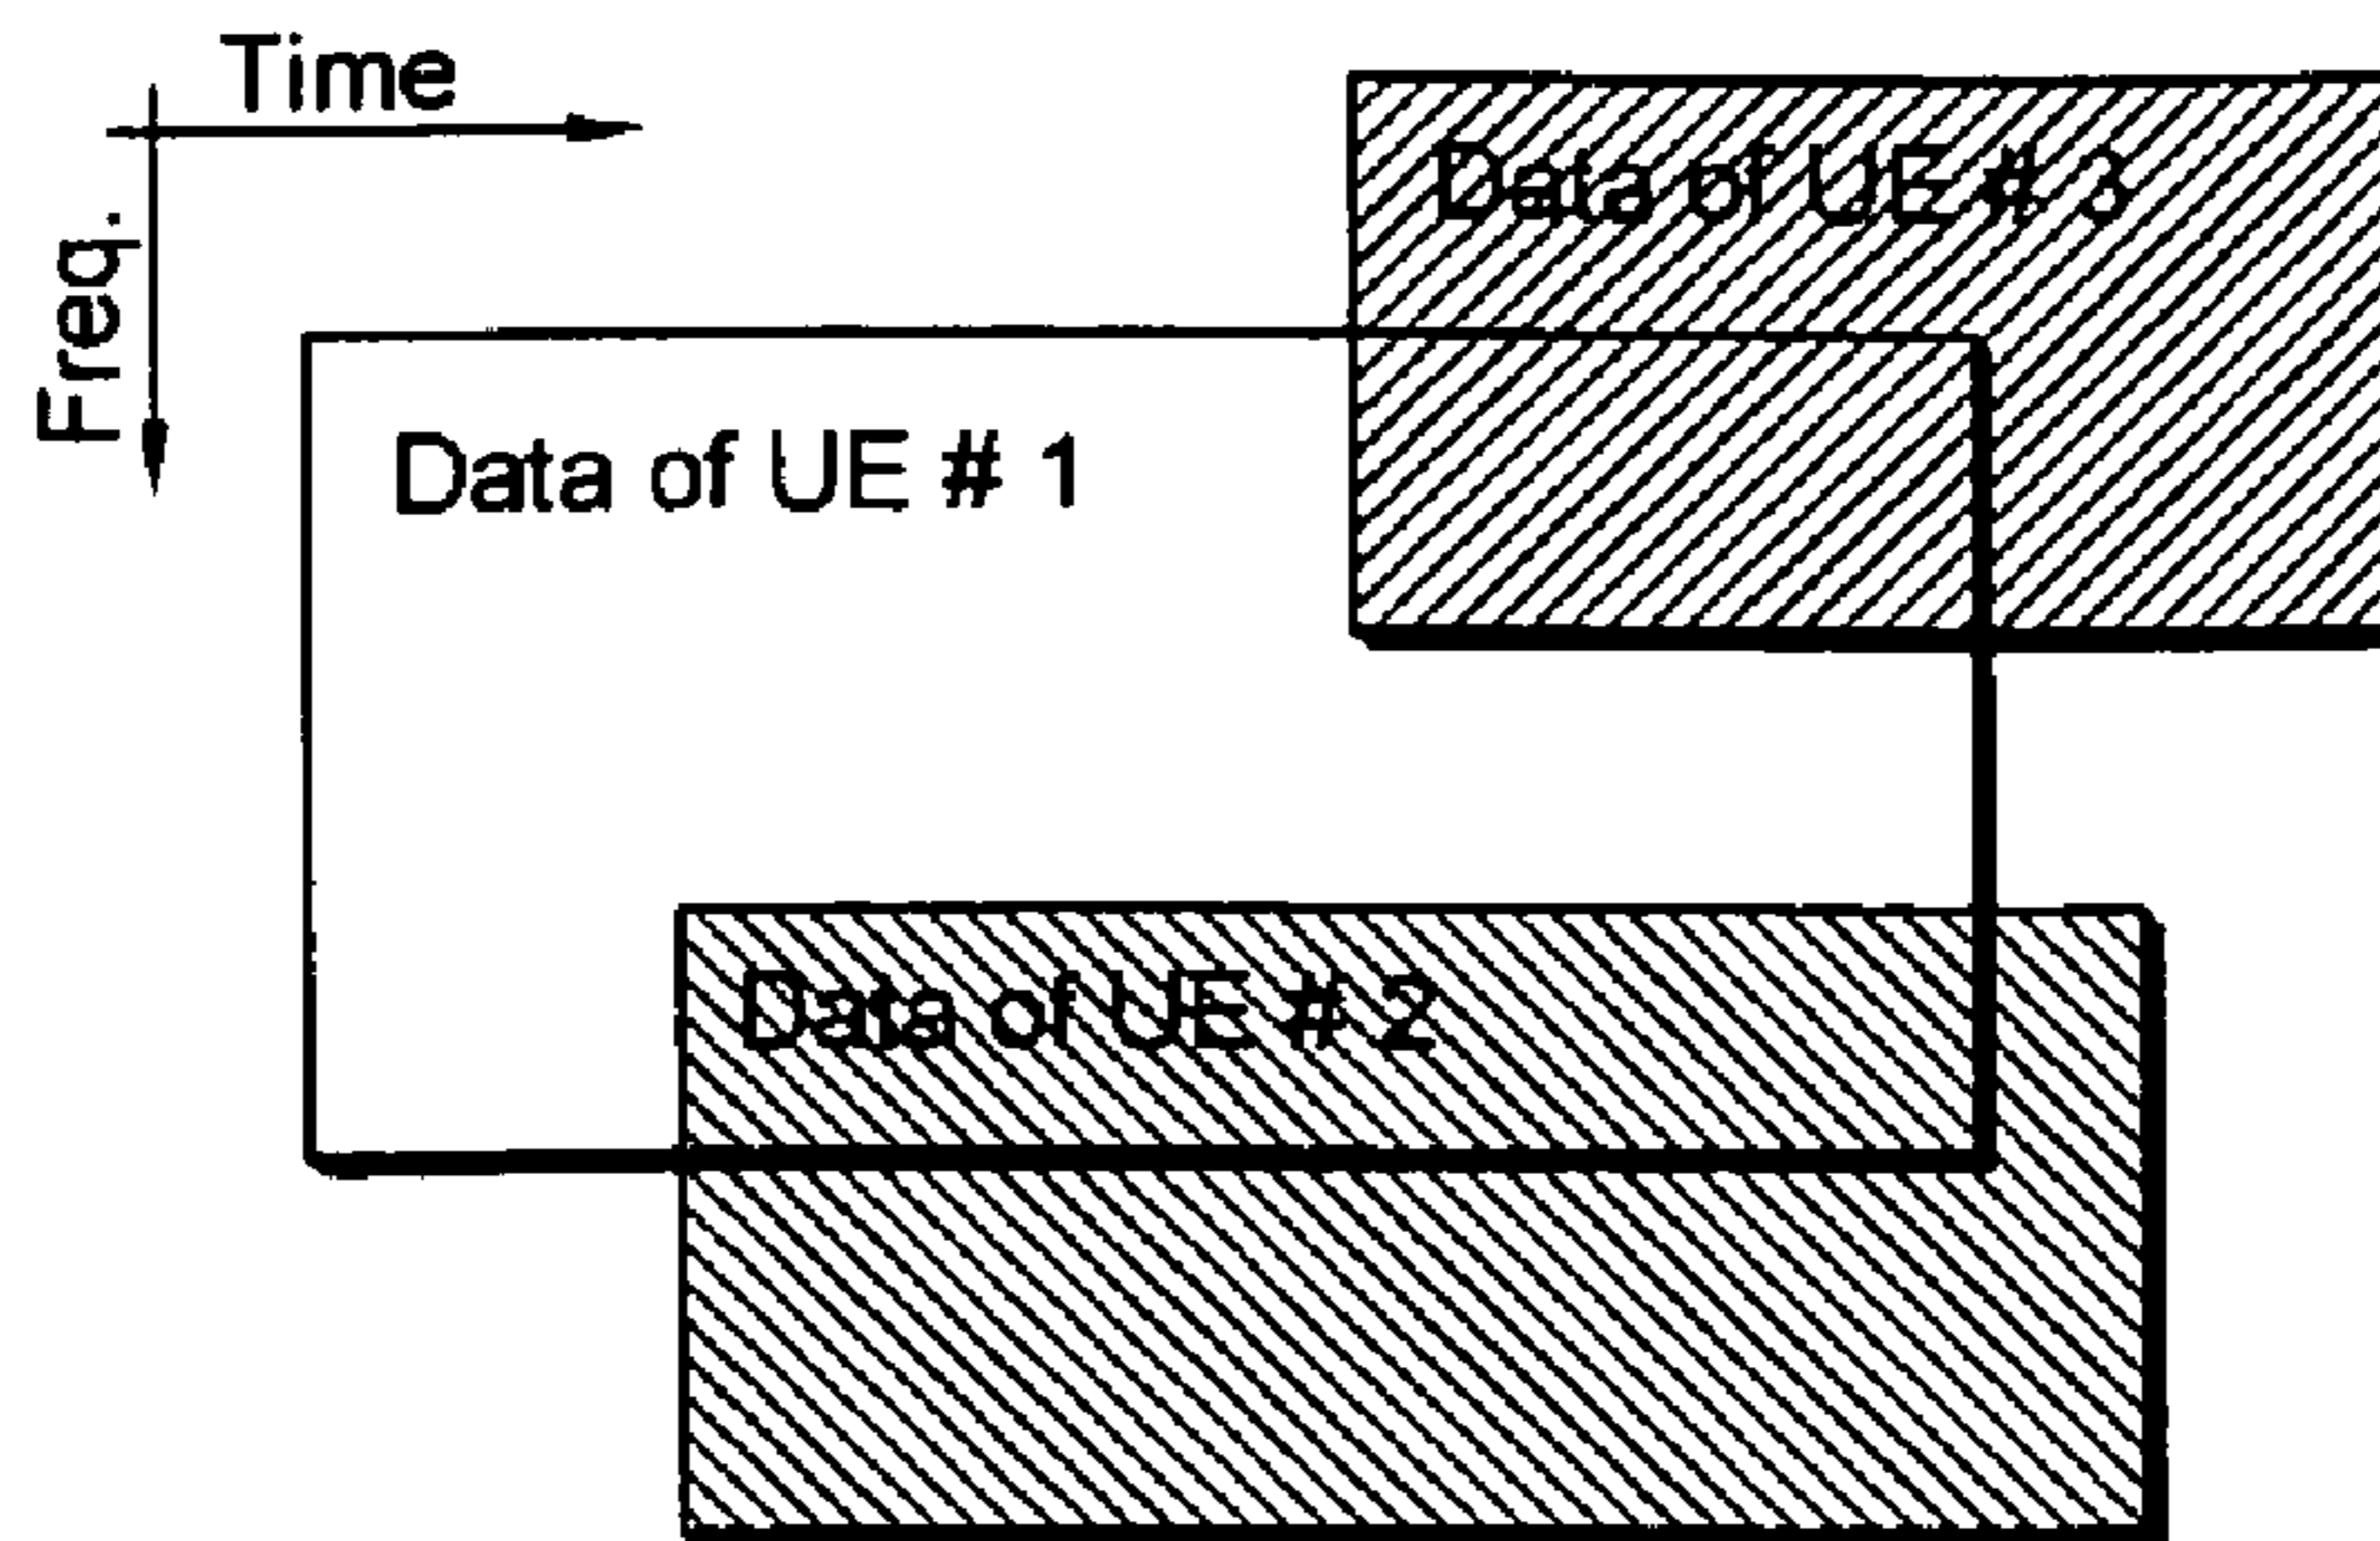 Time
Freq.
Data of UE # 3
Data of UE # 1
Data of UE # 2